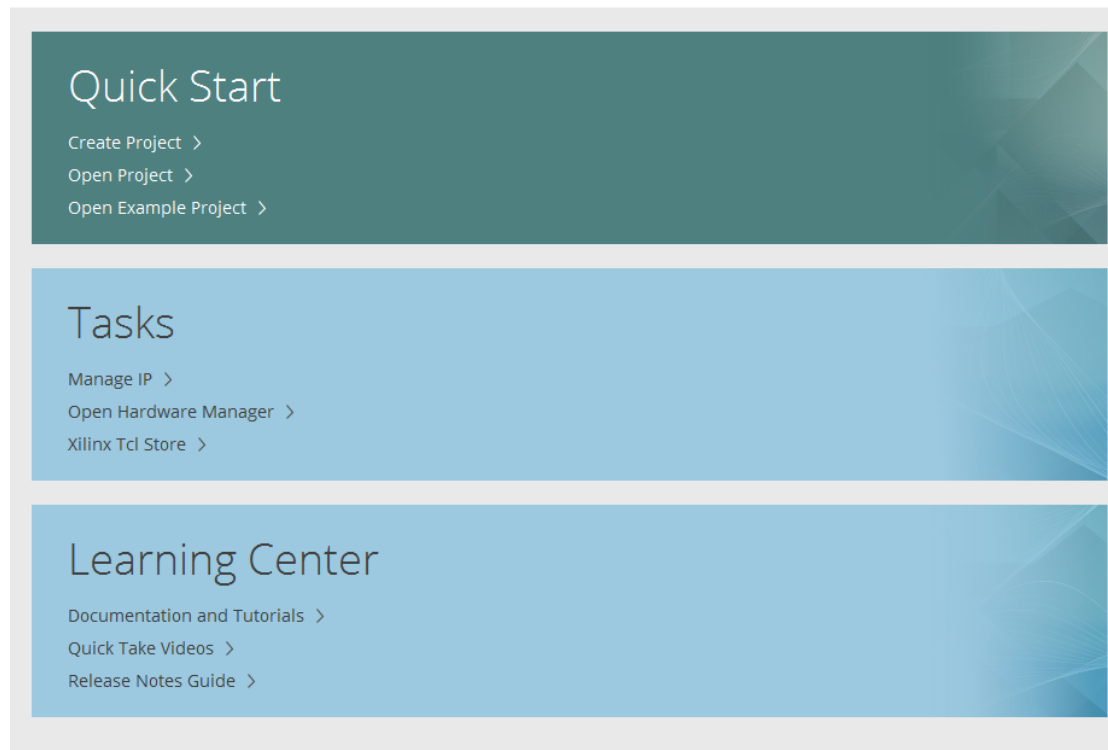 Quick Start
Create Project
Open Project
Open Example Project
Tasks
Manage IP
Open Hardware Manager
Xilinx Tcl Store
Learning Center
Documentation and Tutorials
Quick Take Videos
Release Notes Guide